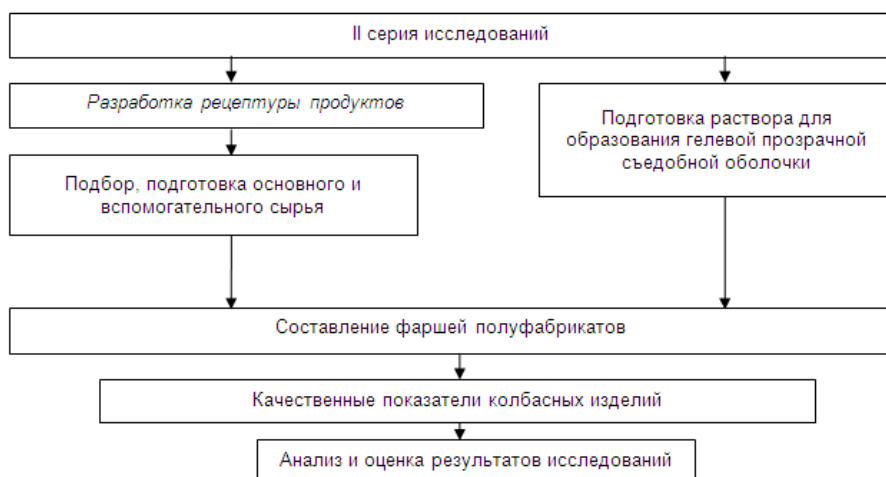 II серия исследований
Разработка рецептуры продуктов
Подготовка раствора для
образования гелевой прозрачной
съедобной оболочки
Подбор, подготовка основного и
вспомогательного сырья
Составление фаршей полуфабрикатов
Качественные показатели колбасных изделий
Анализ и оценка результатов исследований